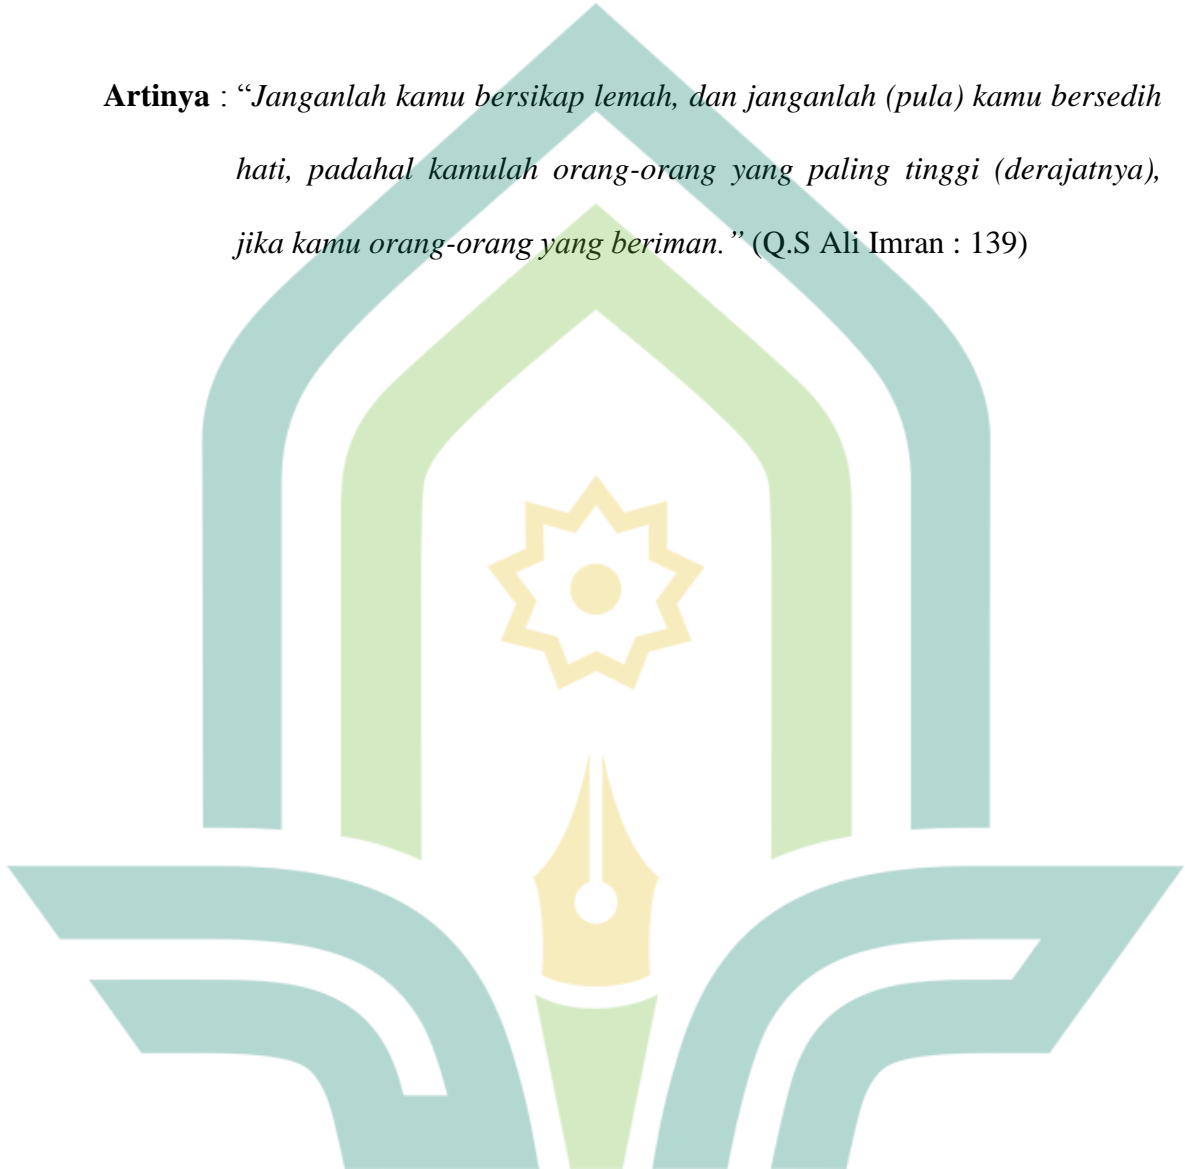 Artinya : “Janganlah kamu bersikap lemah, dan janganlah (pula) kamu bersedih
hati, padahal kamulah orang-orang yang paling tinggi (derajatnya),
jika kamu orang-orang yang beriman.” (Q.S Ali Imran : 139)